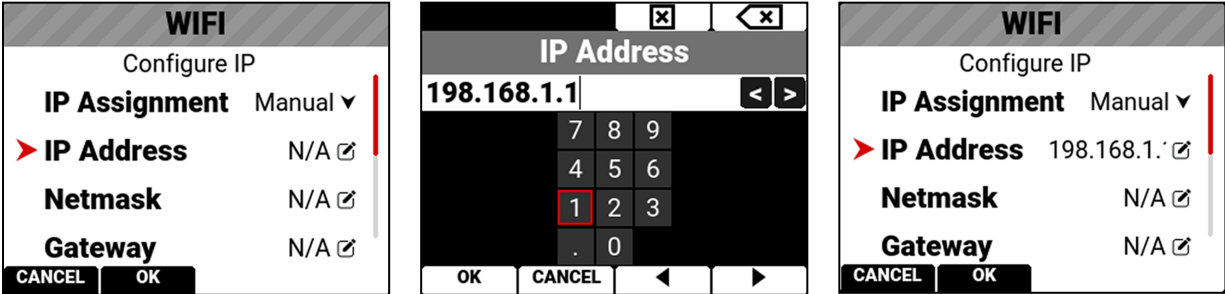 WIFI
Configure IP
IP Assignment Manual
IP Address N/A
Netmask N/A
Gateway N/A
CANCEL OK
IP Address
198.168.1.1
< >
7 8 9
4 5 6
1 2 3
. 0
OK CANCEL
WIFI
Configure IP
IP Assignment Manual
IP Address 198.168.1.
Netmask N/A
Gateway N/A
CANCEL OK